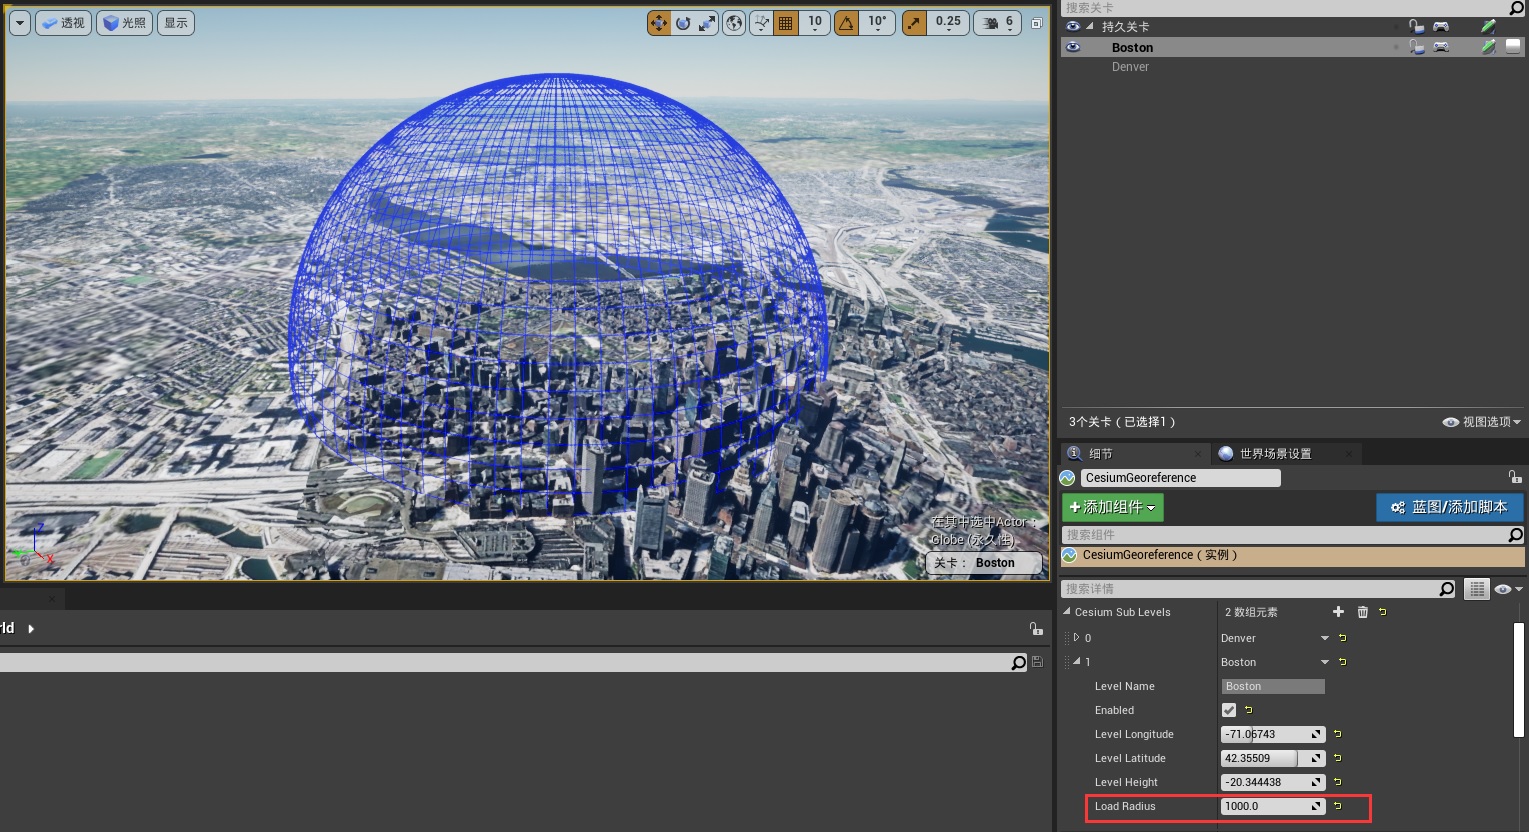 透视
光照
显示
10
10°
0.25
6
搜索关卡
持久关卡
Boston
Denver
Z
X
在其中选中Actor：
Globe (永久性)
关卡： Boston
3个关卡（已选择1）
视图选项
细节
世界场景设置
CesiumGeoreference
添加组件
蓝图/添加脚本
搜索组件
CesiumGeoreference（实例）
搜索详情
Cesium Sub Levels 2 数组元素
0 Denver
1 Boston
Level Name Boston
Enabled
Level Longitude -71.06743
Level Latitude 42.35509
Level Height -20.344438
Load Radius 1000.0
rld